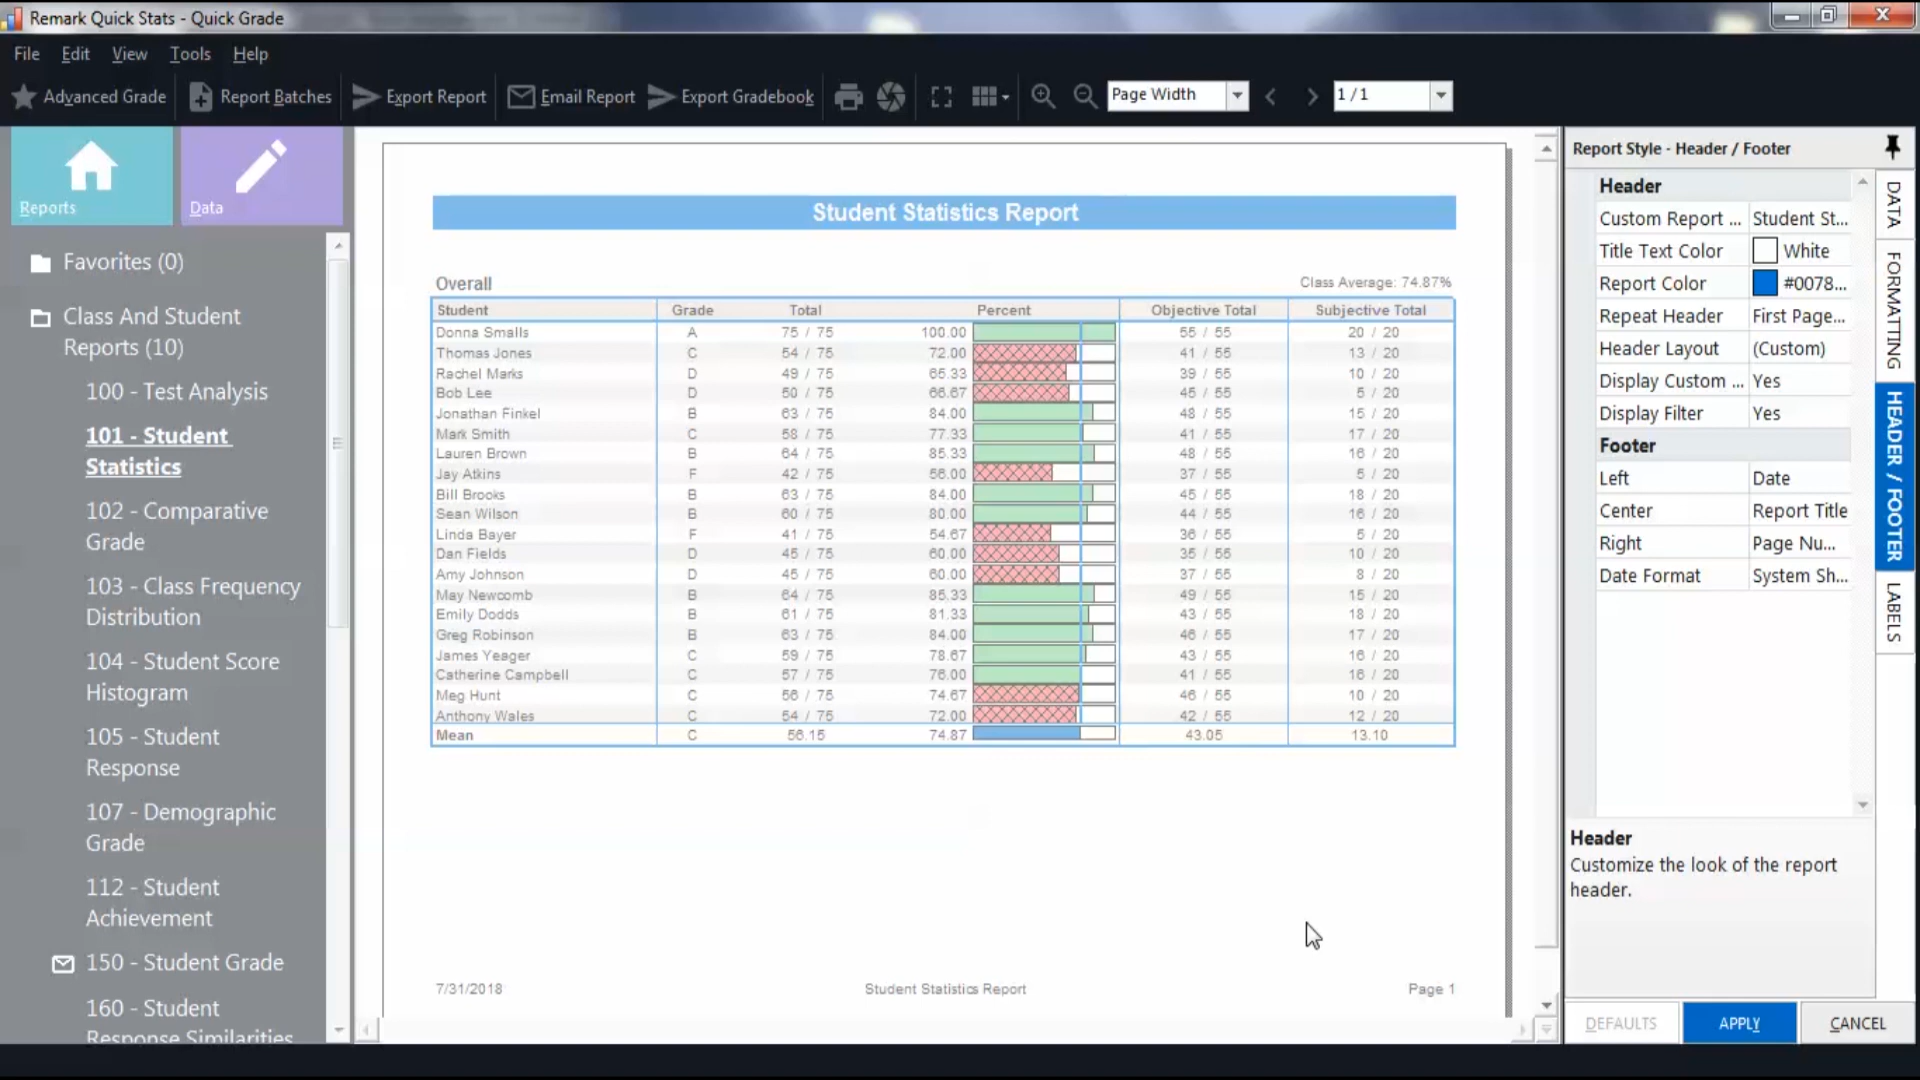 Remark Quick Stats - Quick Grade
File Edit View Tools Help
Advanced Grade Report Batches Export Report Email Report Export Gradebook Page Width 1 / 1
Reports Data
Favorites (0)
Class And Student
Reports (10)
100 - Test Analysis
101 - Student
Statistics
102 - Comparative
Grade
103 - Class Frequency
Distribution
104 - Student Score
Histogram
105 - Student
Response
107 - Demographic
Grade
112 - Student
Achievement
150 - Student Grade
160 - Student
Response Similarities
Student Statistics Report
Overall Class Average: 74.87%
Student Grade Total Percent Objective Total Subjective Total
Donna Smalls A 75 / 75 100.00 55 / 55 20 / 20
Thomas Jones C 54 / 75 72.00 41 / 55 13 / 20
Rachel Marks D 49 / 75 65.33 39 / 55 10 / 20
Bob Lee D 50 / 75 66.67 45 / 55 5 / 20
Jonathan Finkel B 63 / 75 84.00 48 / 55 15 / 20
Mark Smith C 58 / 75 77.33 41 / 55 17 / 20
Lauren Brown B 64 / 75 85.33 48 / 55 16 / 20
Jay Atkins F 42 / 75 56.00 37 / 55 5 / 20
Bill Brooks B 63 / 75 84.00 45 / 55 18 / 20
Sean Wilson B 60 / 75 80.00 44 / 55 16 / 20
Linda Bayer F 41 / 75 54.67 36 / 55 5 / 20
Dan Fields D 45 / 75 60.00 35 / 55 10 / 20
Amy Johnson D 45 / 75 60.00 37 / 55 8 / 20
May Newcomb B 64 / 75 85.33 49 / 55 15 / 20
Emily Dodds B 61 / 75 81.33 43 / 55 18 / 20
Greg Robinson B 63 / 75 84.00 46 / 55 17 / 20
James Yeager C 59 / 75 78.67 43 / 55 16 / 20
Catherine Campbell C 57 / 75 76.00 41 / 55 16 / 20
Meg Hunt C 56 / 75 74.67 46 / 55 10 / 20
Anthony Wales C 54 / 75 72.00 42 / 55 12 / 20
Mean C 56.15 74.87 43.05 13.10
7/31/2018 Student Statistics Report Page 1
Report Style - Header / Footer
Header
Custom Report ... Student St...
Title Text Color White
Report Color #0078...
Repeat Header First Page...
Header Layout (Custom)
Display Custom ... Yes
Display Filter Yes
Footer
Left Date
Center Report Title
Right Page Nu...
Date Format System Sh...
Header
Customize the look of the report
header.
DEFAULTS APPLY CANCEL
DATA
FORMATTING
HEADER / FOOTER
LABELS